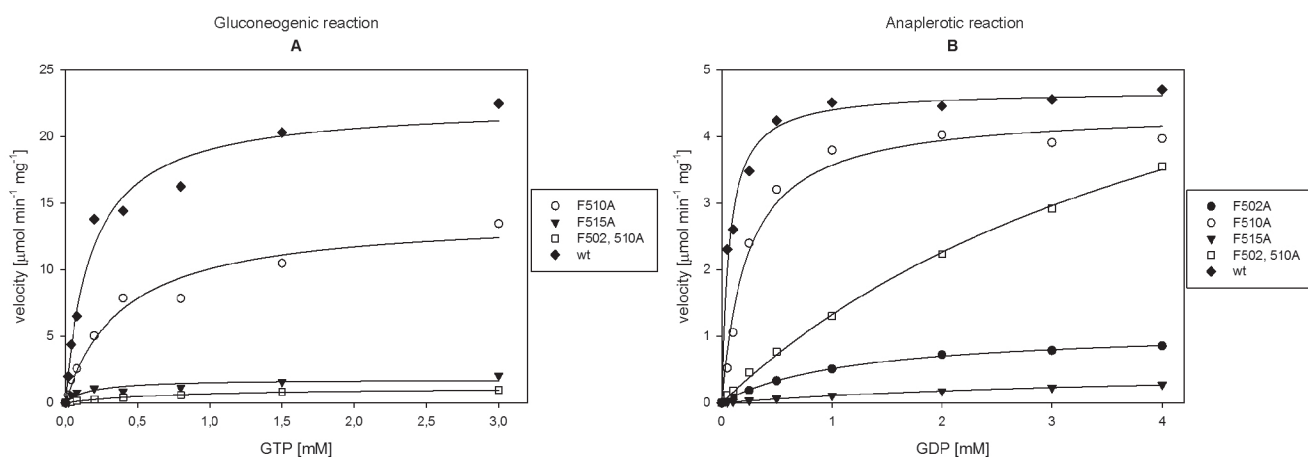 Gluconeogenic reaction
A
velocity [µmol min⁻¹ mg⁻¹]
25
20
15
10
5
0
0,0
0,5
1,0
1,5
2,0
2,5
3,0
GTP [mM]
F510A
F515A
F502, 510A
wt
Anaplerotic reaction
B
velocity [µmol min⁻¹ mg⁻¹]
5
4
3
2
1
0
0
1
2
3
4
GDP [mM]
F502A
F510A
F515A
F502, 510A
wt